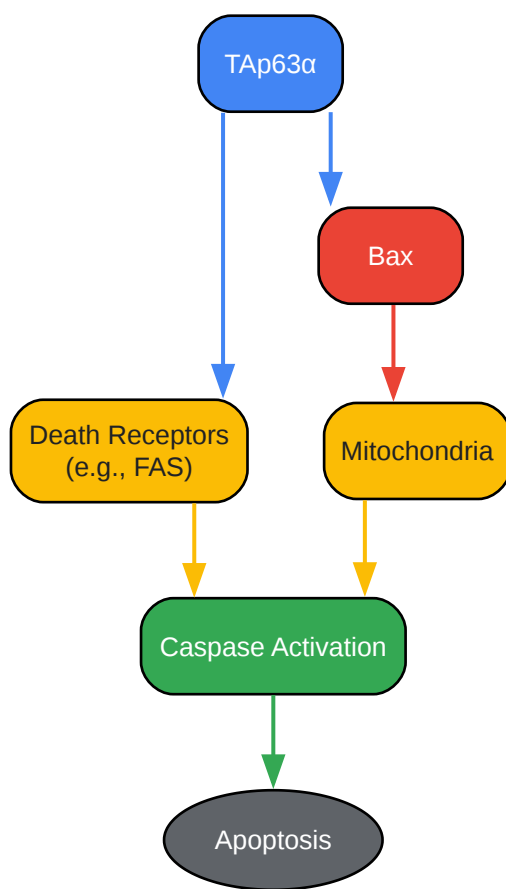 TAp63α
Bax
Death Receptors
(e.g., FAS)
Mitochondria
Caspase Activation
Apoptosis